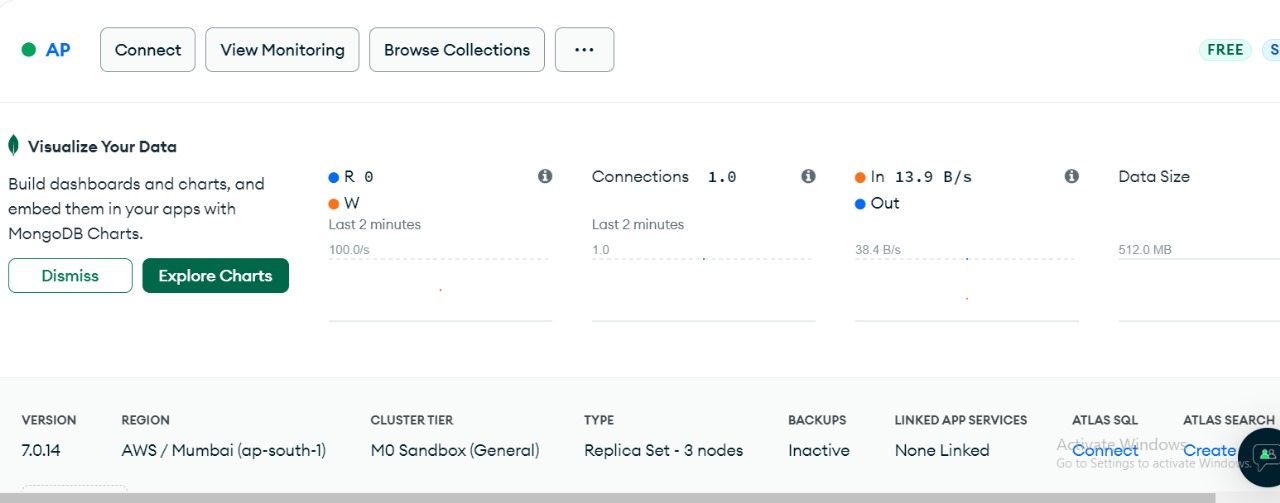 AP Connect View Monitoring Browse Collections ... FREE S
Visualize Your Data
Build dashboards and charts, and
embed them in your apps with
MongoDB Charts.
Dismiss Explore Charts
R 0
W
Last 2 minutes
100.0/s
Connections 1.0
Last 2 minutes
1.0
In 13.9 B/s
Out
38.4 B/s
Data Size
512.0 MB
VERSION REGION CLUSTER TIER TYPE BACKUPS LINKED APP SERVICES ATLAS SQL ATLAS SEARCH
7.0.14 AWS / Mumbai (ap-south-1) M0 Sandbox (General) Replica Set - 3 nodes Inactive None Linked Connect Create
Activate Windows
Go to Settings to activate Windows.